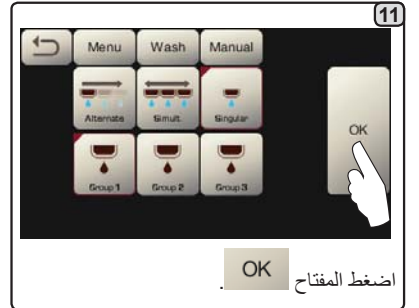 11
Menu Wash Manual
Alternate Simult. Singular
OK
Group 1 Group 2 Group 3
اضغط المفتاح OK.